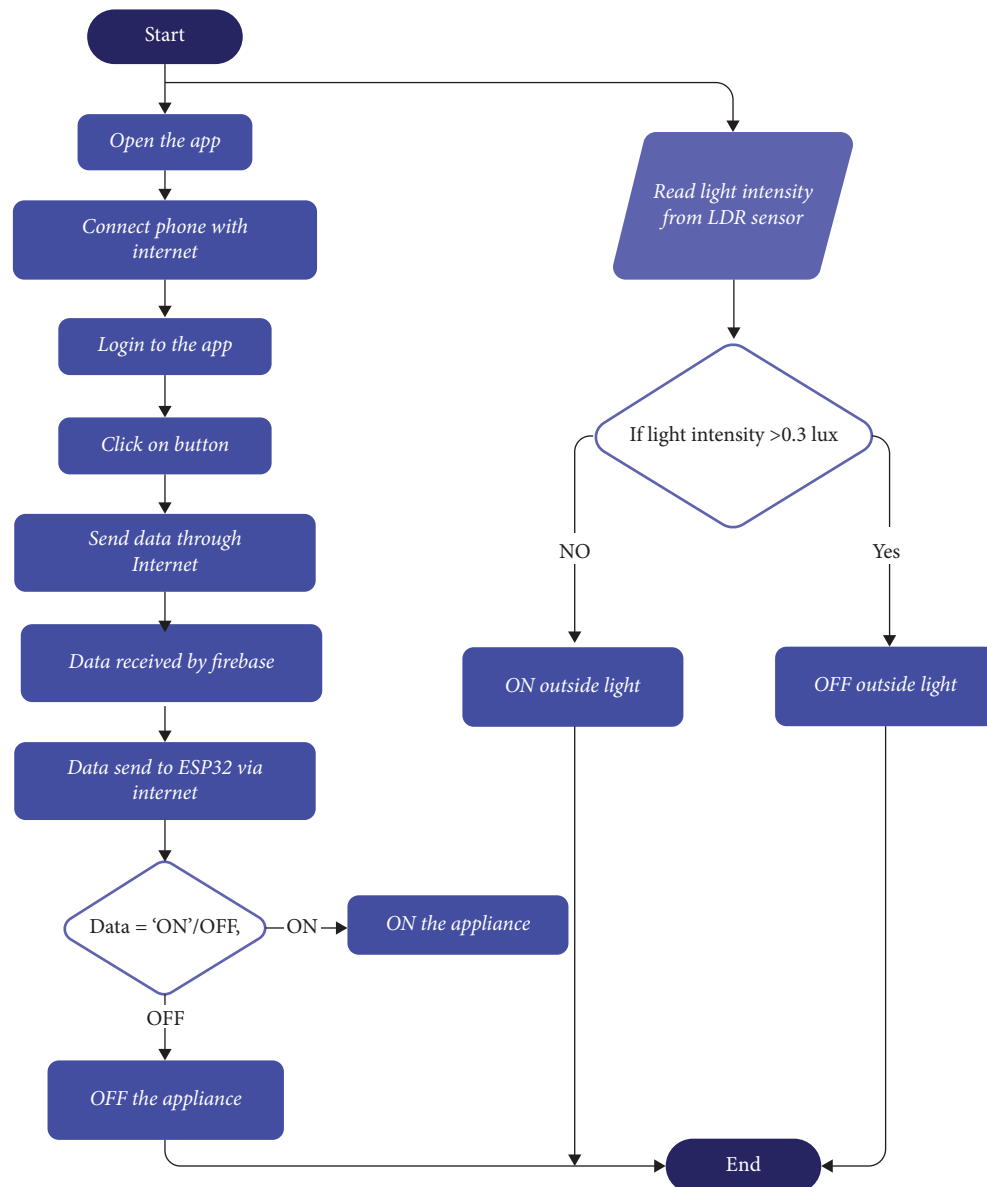 Start
Open the app
Connect phone with
internet
Login to the app
Click on button
Send data through
Internet
Data received by firebase
Data send to ESP32 via
internet
Data = ‘ON’/OFF,
ON
ON the appliance
OFF
OFF the appliance
Read light intensity
from LDR sensor
If light intensity >0.3 lux
NO
Yes
ON outside light
OFF outside light
End